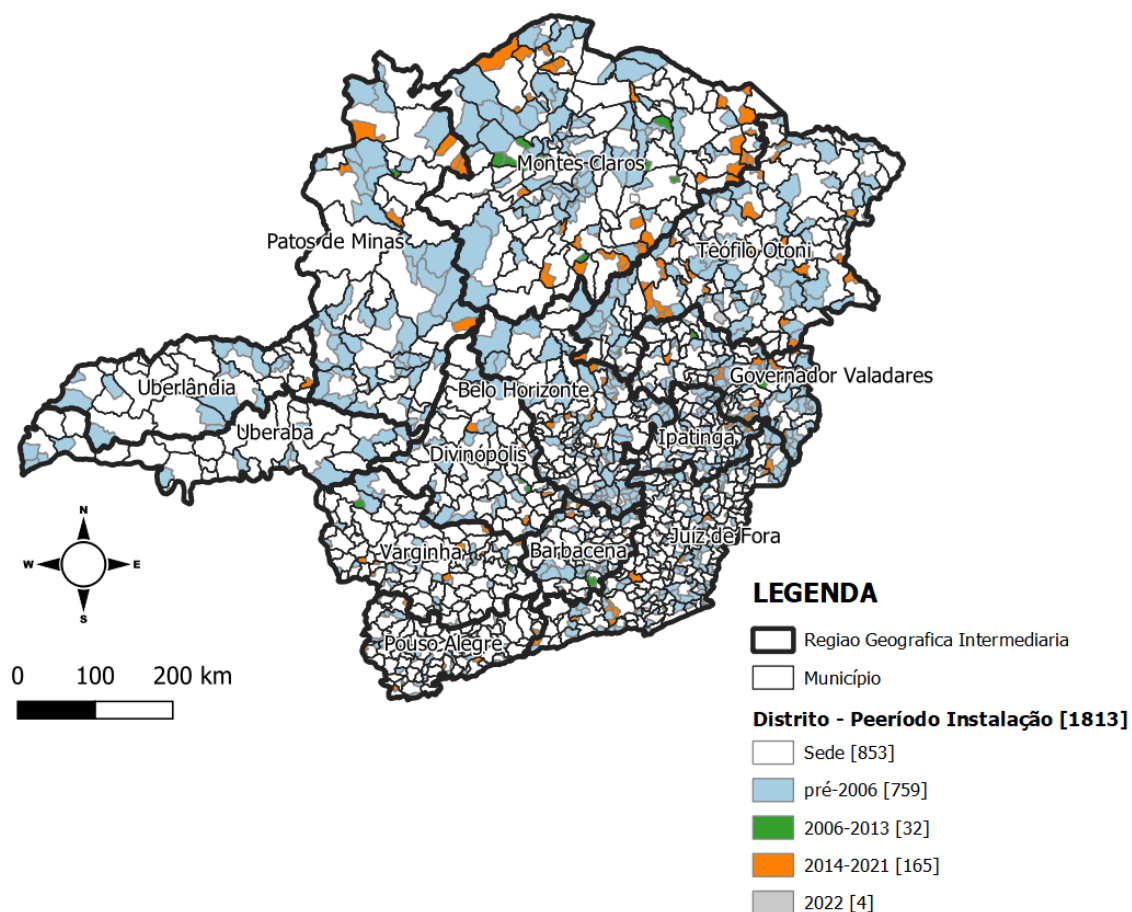 Montes Claros
Patos de Minas
Teófilo Otoni
Uberlândia
Belo Horizonte
Governador Valadares
Uberaba
Ipatinga
Divinópolis
Varginha
Barbacena
Juíz de Fora
Pouso Alegre
N
W
E
S
0 100 200 km
LEGENDA
Regiao Geografica Intermediaria
Município
Distrito - Peeríodo Instalação [1813]
Sede [853]
pré-2006 [759]
2006-2013 [32]
2014-2021 [165]
2022 [4]